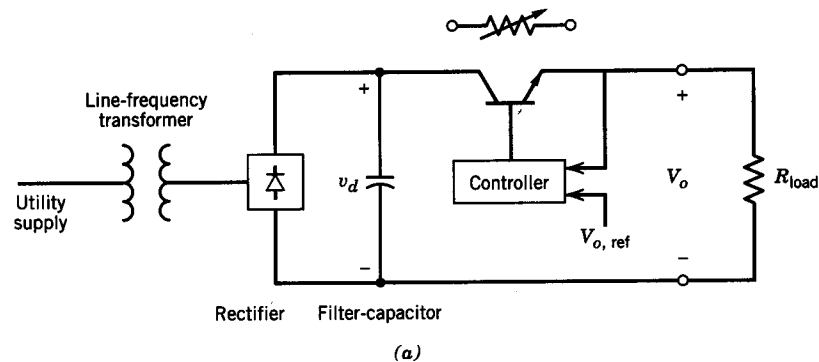 Line-frequency
transformer
Utility
supply
+
v_d
−
Controller
V_o, ref
+
V_o
−
R_load
Rectifier
Filter-capacitor
(a)